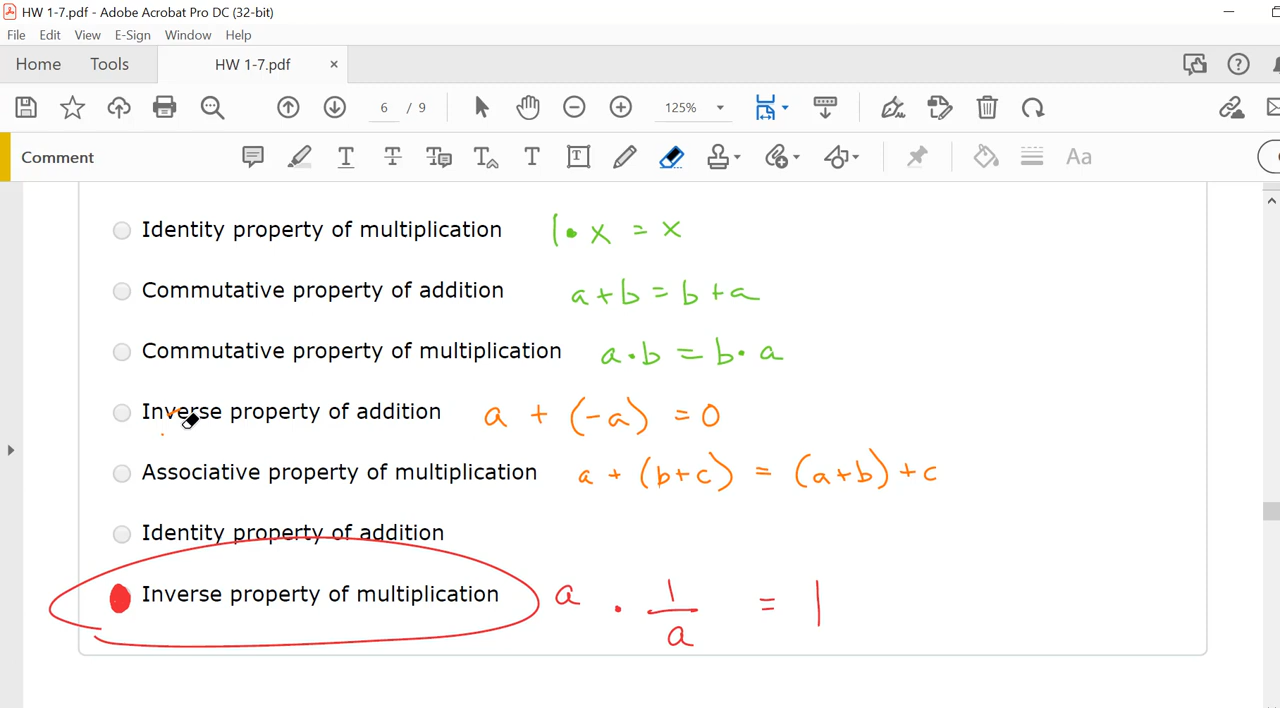 HW 1-7.pdf - Adobe Acrobat Pro DC (32-bit)
File Edit View E-Sign Window Help
Home Tools HW 1-7.pdf ×
6 / 9 125%
Comment T T T T T T Aa
Identity property of multiplication 1 • x = x
Commutative property of addition a + b = b + a
Commutative property of multiplication a • b = b • a
Inverse property of addition a + (-a) = 0
Associative property of multiplication a + (b + c) = (a + b) + c
Identity property of addition
Inverse property of multiplication a • 1/a = 1